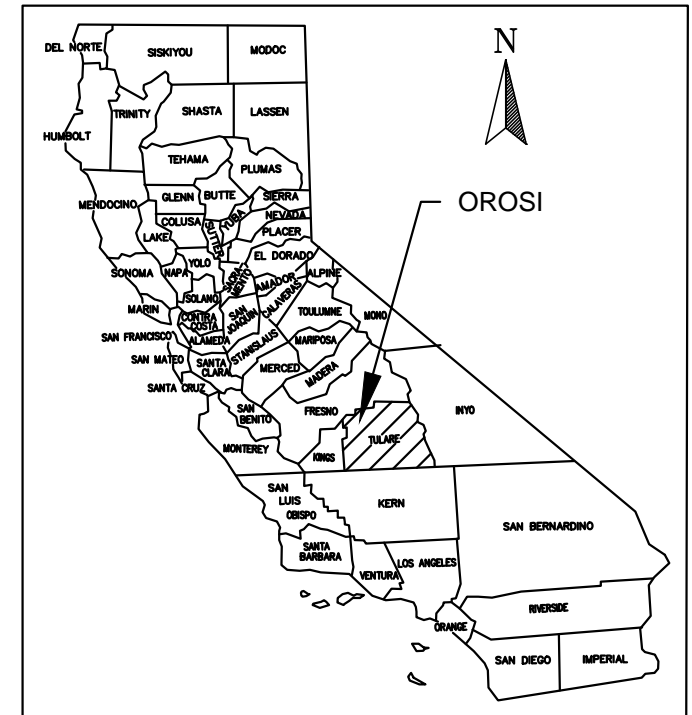 DEL NORTE
SISKIYOU
MODOC
N
TRINITY
SHASTA
LASSEN
HUMBOLT
TEHAMA
PLUMAS
OROSI
MENDOCINO
GLENN
BUTTE
SIERRA
COLUSA
YUBA
NEVADA
LAKE
SUTTER
PLACER
EL DORADO
SONOMA
NAPA
YOLO
SACRA-
MENTO
AMADOR
ALPINE
SOLANO
CALAVERAS
MARIN
CONTRA
COSTA
SAN
JOAQUIN
TOULUMNE
MONO
SAN FRANCISCO
ALAMEDA
STANISLAUS
MARIPOSA
SAN MATEO
SANTA
CLARA
MERCED
MADERA
SANTA CRUZ
SAN
BENITO
FRESNO
INYO
MONTEREY
KINGS
TULARE
SAN
LUIS
OBISPO
KERN
SAN BERNARDINO
SANTA
BARBARA
VENTURA
LOS ANGELES
RIVERSIDE
ORANGE
SAN DIEGO
IMPERIAL